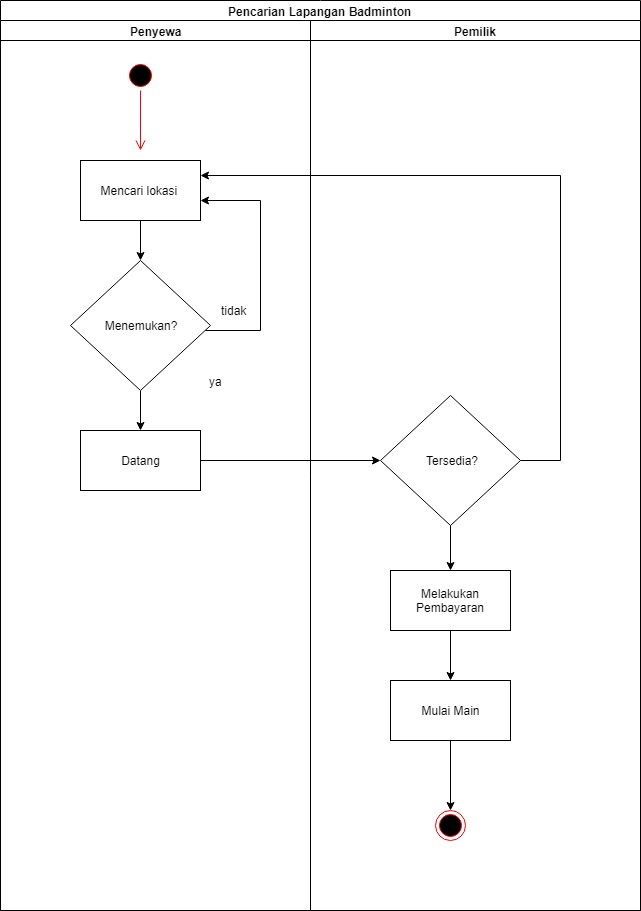 Pencarian Lapangan Badminton
Penyewa
Pemilik
Mencari lokasi
tidak
Menemukan?
ya
Datang
Tersedia?
Melakukan
Pembayaran
Mulai Main